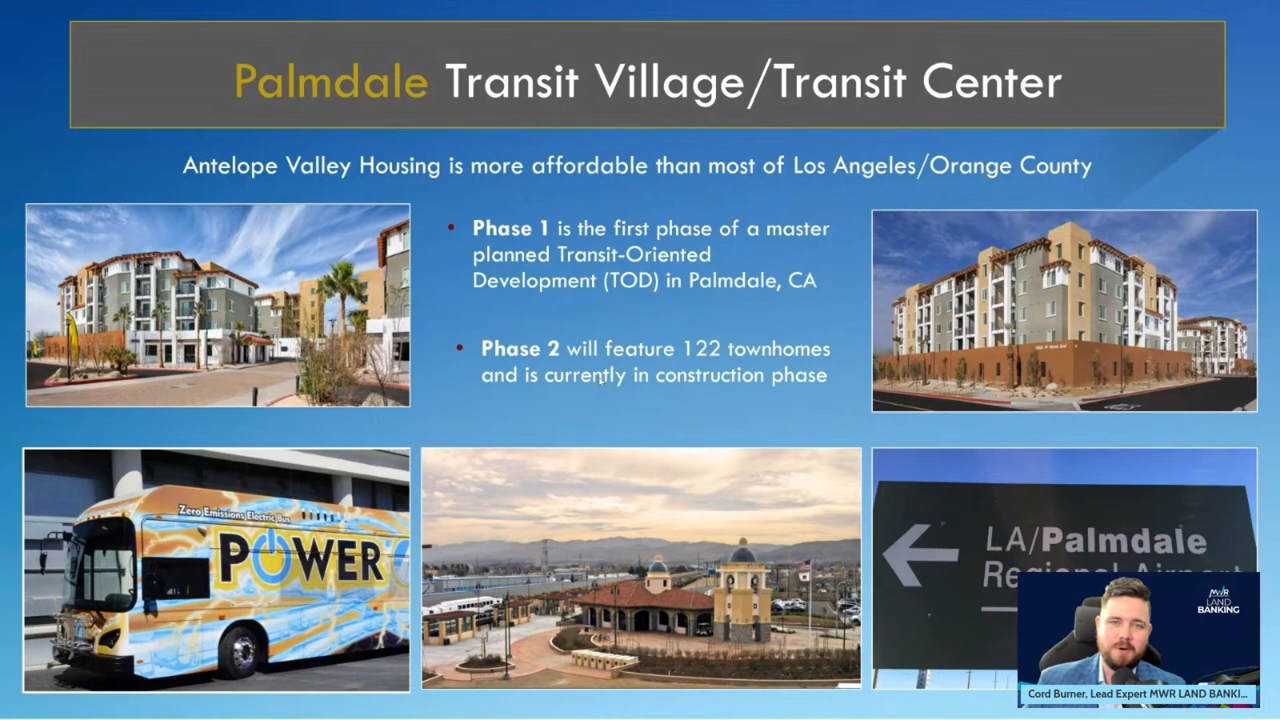 Palmdale Transit Village/Transit Center
Antelope Valley Housing is more affordable than most of Los Angeles/Orange County
• Phase 1 is the first phase of a master
planned Transit-Oriented
Development (TOD) in Palmdale, CA
• Phase 2 will feature 122 townhomes
and is currently in construction phase
Zero Emissions Electric Bus
POWER
LA/Palmdale
Regional Airport
MWR
LAND
BANKING
Cord Burner, Lead Expert MWR LAND BANKI...